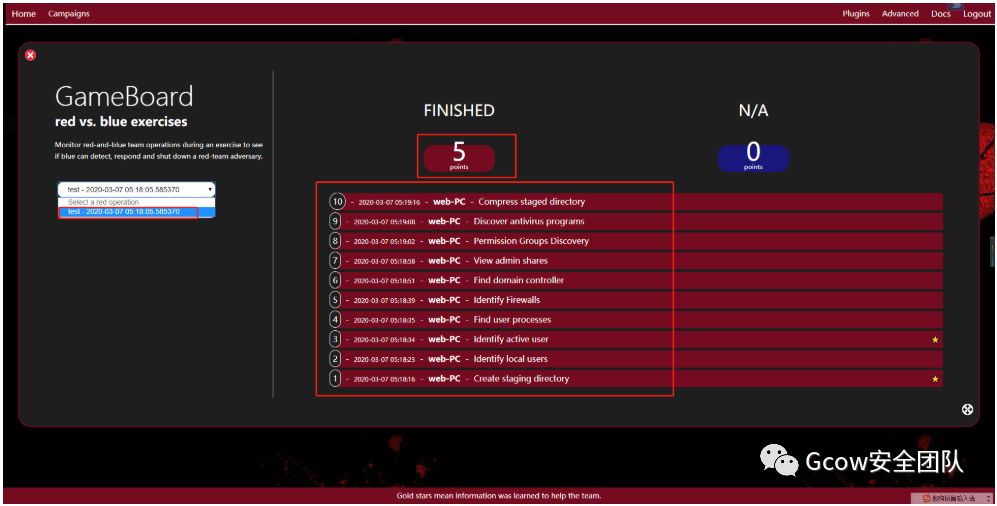 Home Campaigns Plugins Advanced Docs Logout
GameBoard
red vs. blue exercises
Monitor red-and-blue team operations during an exercise to see
if blue can detect, respond and shut down a red-team adversary.
test - 2020-03-07 05:18:05.585370
Select a red operation
test - 2020-03-07 05:18:05.585370
FINISHED
5
points
N/A
0
points
10 - 2020-03-07 05:19:16 - web-PC - Compress staged directory
9 - 2020-03-07 05:19:08 - web-PC - Discover antivirus programs
8 - 2020-03-07 05:19:02 - web-PC - Permission Groups Discovery
7 - 2020-03-07 05:18:58 - web-PC - View admin shares
6 - 2020-03-07 05:18:51 - web-PC - Find domain controller
5 - 2020-03-07 05:18:39 - web-PC - Identify Firewalls
4 - 2020-03-07 05:18:35 - web-PC - Find user processes
3 - 2020-03-07 05:18:34 - web-PC - Identify active user
2 - 2020-03-07 05:18:23 - web-PC - Identify local users
1 - 2020-03-07 05:18:16 - web-PC - Create staging directory
Gcow安全团队
Gold stars mean information was learned to help the team.